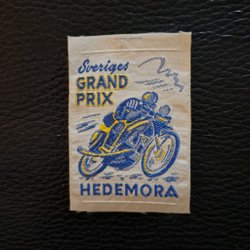 Sveriges
GRAND
PRIX
HEDEMORA